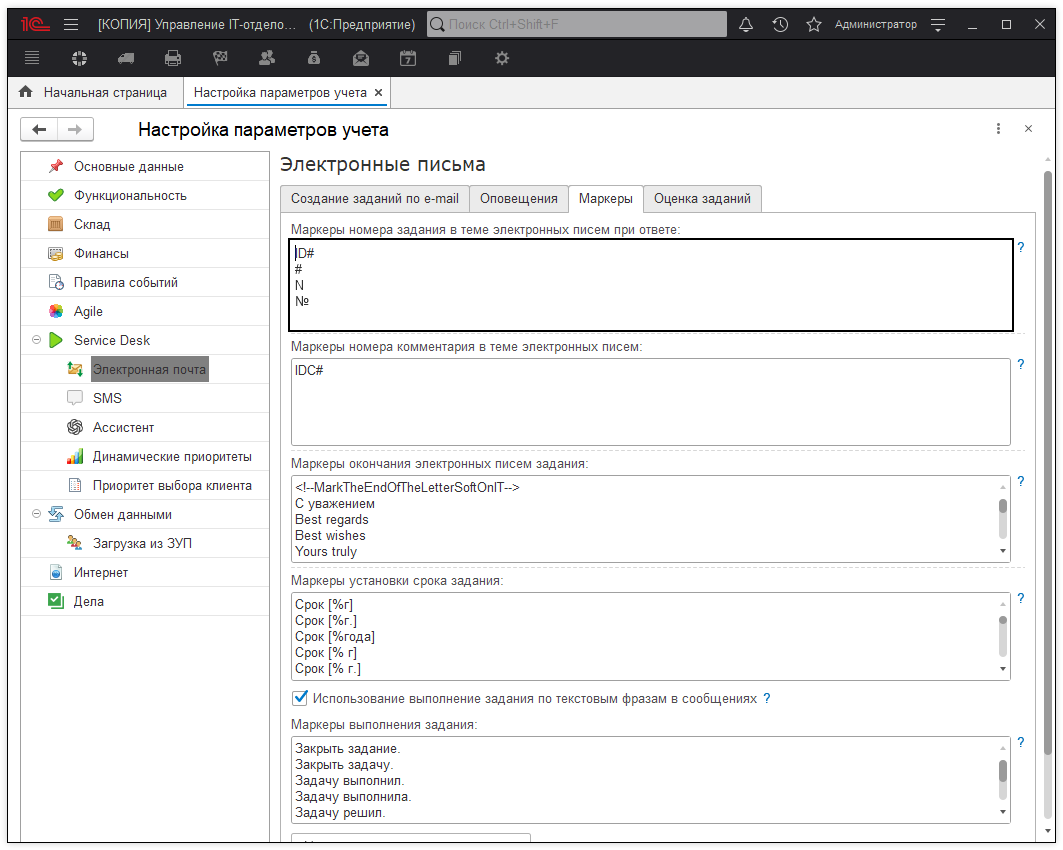 [КОПИЯ] Управление IT-отдело... (1С:Предприятие) Поиск Ctrl+Shift+F Администратор
Начальная страница Настройка параметров учета
Настройка параметров учета
Основные данные
Функциональность
Склад
Финансы
Правила событий
Agile
Service Desk
Электронная почта
SMS
Ассистент
Динамические приоритеты
Приоритет выбора клиента
Обмен данными
Загрузка из ЗУП
Интернет
Дела
Электронные письма
Создание заданий по e-mail Оповещения Маркеры Оценка заданий
Маркеры номера задания в теме электронных писем при ответе:
ID#
#
N
№
?
Маркеры номера комментария в теме электронных писем:
IDC#
?
Маркеры окончания электронных писем задания:
<!--MarkTheEndOfTheLetterSoftOnIT-->
С уважением
Best regards
Best wishes
Yours truly
?
Маркеры установки срока задания:
Срок [%г]
Срок [%г.]
Срок [%года]
Срок [% г]
Срок [% г.]
?
Использование выполнение задания по текстовым фразам в сообщениях ?
Маркеры выполнения задания:
Закрыть задание.
Закрыть задачу.
Задачу выполнил.
Задачу выполнила.
Задачу решил.
?